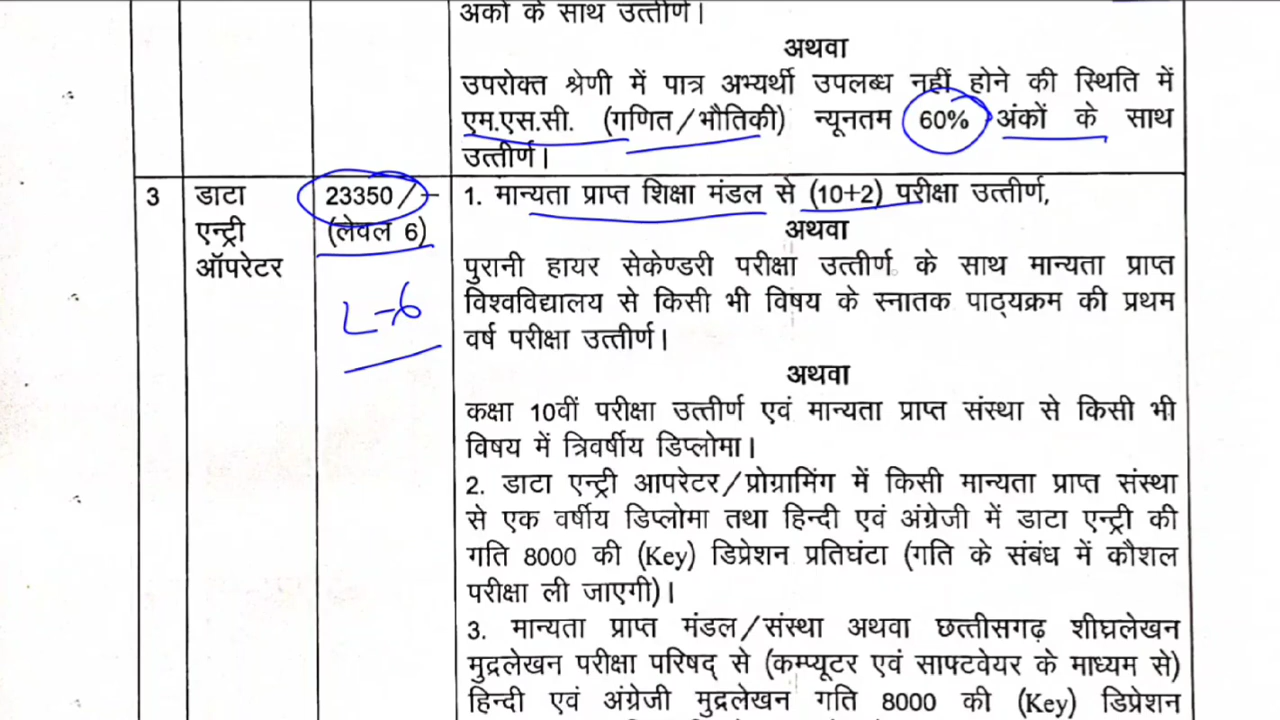 अंकों के साथ उत्तीर्ण।
अथवा
उपरोक्त श्रेणी में पात्र अभ्यर्थी उपलब्ध नहीं होने की स्थिति में
एम.एस.सी. (गणित/भौतिकी) न्यूनतम 60% अंकों के साथ
उत्तीर्ण।
3
डाटा
एन्ट्री
ऑपरेटर
23350/-
(लेवल 6)
L-6
1. मान्यता प्राप्त शिक्षा मंडल से (10+2) परीक्षा उत्तीर्ण,
अथवा
पुरानी हायर सेकेण्डरी परीक्षा उत्तीर्ण के साथ मान्यता प्राप्त
विश्वविद्यालय से किसी भी विषय के स्नातक पाठ्यक्रम की प्रथम
वर्ष परीक्षा उत्तीर्ण।
अथवा
कक्षा 10वीं परीक्षा उत्तीर्ण एवं मान्यता प्राप्त संस्था से किसी भी
विषय में त्रिवर्षीय डिप्लोमा।
2. डाटा एन्ट्री आपरेटर/प्रोग्रामिंग में किसी मान्यता प्राप्त संस्था
से एक वर्षीय डिप्लोमा तथा हिन्दी एवं अंग्रेजी में डाटा एन्ट्री की
गति 8000 की (Key) डिप्रेशन प्रतिघंटा (गति के संबंध में कौशल
परीक्षा ली जाएगी)।
3. मान्यता प्राप्त मंडल/संस्था अथवा छत्तीसगढ़ शीघ्रलेखन
मुद्रलेखन परीक्षा परिषद् से (कम्प्यूटर एवं साफ्टवेयर के माध्यम से)
हिन्दी एवं अंग्रेजी मुद्रलेखन गति 8000 की (Key) डिप्रेशन